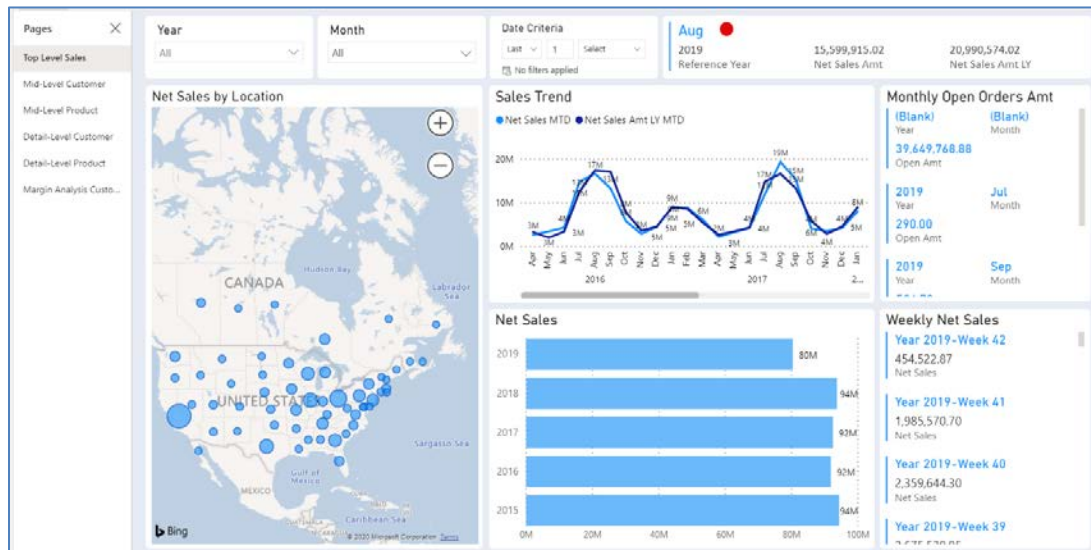 Pages
Top Level Sales
Mid-Level Customer
Mid-Level Product
Detail-Level Customer
Detail-Level Product
Margin Analysis Custo...
Year
All
Month
All
Date Criteria
Last 1 Select
No filters applied
Aug
2019 15,599,915.02 20,990,574.02
Reference Year Net Sales Amt Net Sales Amt LY
Net Sales by Location
CANADA
Hudson Bay
Labrador
Sea
UNITED STATES
Sargasso Sea
Gulf of
Mexico
MEXICO
Caribbean Sea
Bing
© 2020 Microsoft Corporation Terms
Sales Trend
Net Sales MTD Net Sales Amt LY MTD
20M
10M
0M
19M
17M
9M
8M
6M
4M
3M
5M
Apr May Jun Jul Aug Sep Oct Nov Dec Jan Feb Mar Apr May Jun Jul Aug Sep Oct Nov Dec Jan
2016 2017 2...
Monthly Open Orders Amt
(Blank) (Blank)
Year Month
39,649,768.88
Open Amt
2019 Jul
Year Month
290.00
Open Amt
2019 Sep
Year Month
Net Sales
2019 80M
2018 94M
2017 92M
2016 92M
2015 94M
0M 20M 40M 60M 80M 100M
Weekly Net Sales
Year 2019-Week 42
454,522.87
Net Sales
Year 2019-Week 41
1,985,570.70
Net Sales
Year 2019-Week 40
2,359,644.30
Net Sales
Year 2019-Week 39